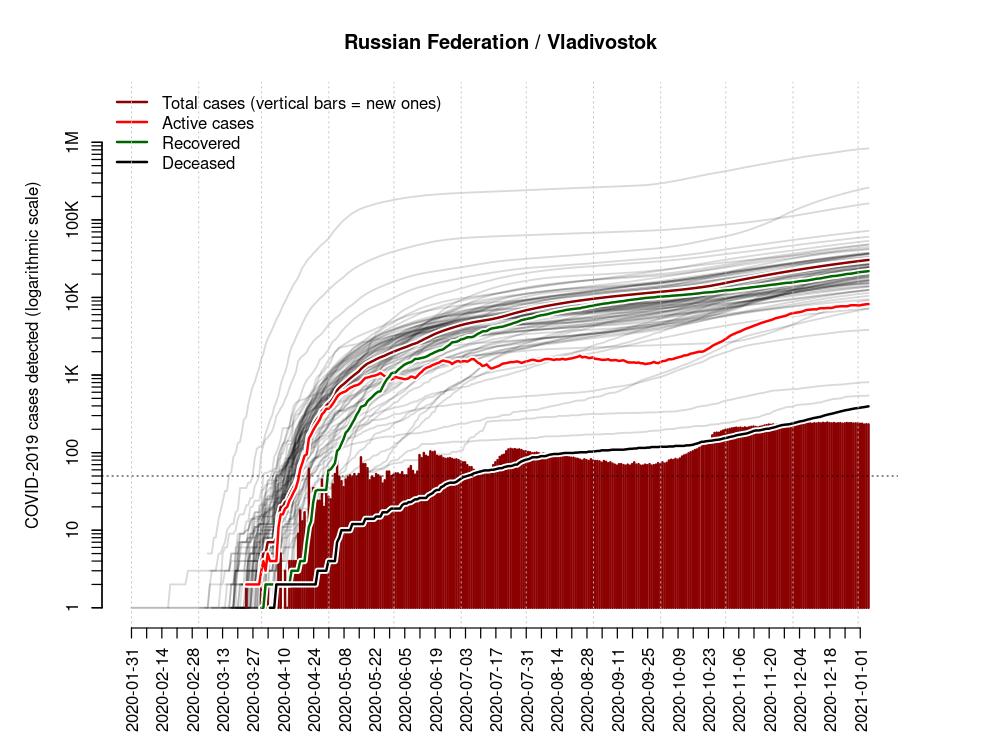 Russian Federation / Vladivostok
Total cases (vertical bars = new ones)
Active cases
Recovered
Deceased
COVID-2019 cases detected (logarithmic scale)
1M
100K
10K
1K
100
10
1
2020-01-31
2020-02-14
2020-02-28
2020-03-13
2020-03-27
2020-04-10
2020-04-24
2020-05-08
2020-05-22
2020-06-05
2020-06-19
2020-07-03
2020-07-17
2020-07-31
2020-08-14
2020-08-28
2020-09-11
2020-09-25
2020-10-09
2020-10-23
2020-11-06
2020-11-20
2020-12-04
2020-12-18
2021-01-01